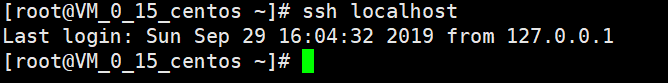 [root@VM_0_15_centos ~]# ssh localhost
Last login: Sun Sep 29 16:04:32 2019 from 127.0.0.1
[root@VM_0_15_centos ~]#